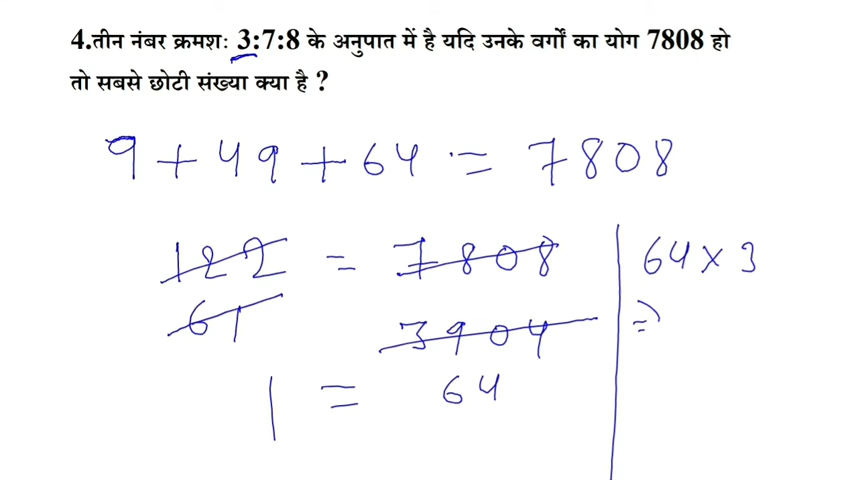 4.तीन नंबर क्रमशः 3:7:8 के अनुपात में है यदि उनके वर्गों का योग 7808 हो
तो सबसे छोटी संख्या क्या है ?
9 + 49 + 64 = 7808
122 = 7808
61 3904
1 = 64
64 × 3
=)